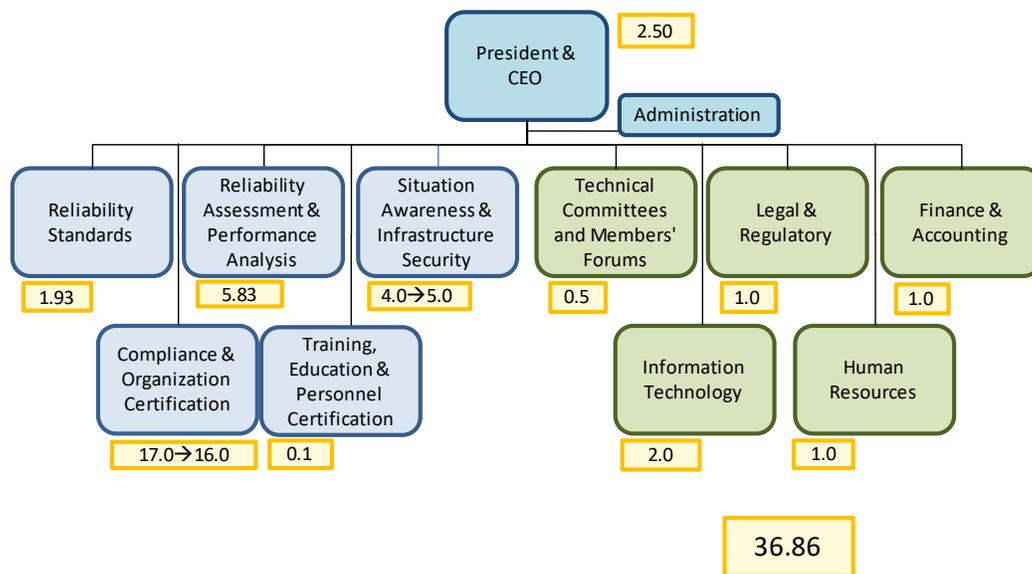 President &
CEO
2.50
Administration
Reliability
Standards
1.93
Reliability
Assessment &
Performance
Analysis
5.83
Situation
Awareness &
Infrastructure
Security
4.0→5.0
Technical
Committees
and Members'
Forums
0.5
Legal &
Regulatory
1.0
Finance &
Accounting
1.0
Compliance &
Organization
Certification
17.0→16.0
Training,
Education &
Personnel
Certification
0.1
Information
Technology
2.0
Human
Resources
1.0
36.86